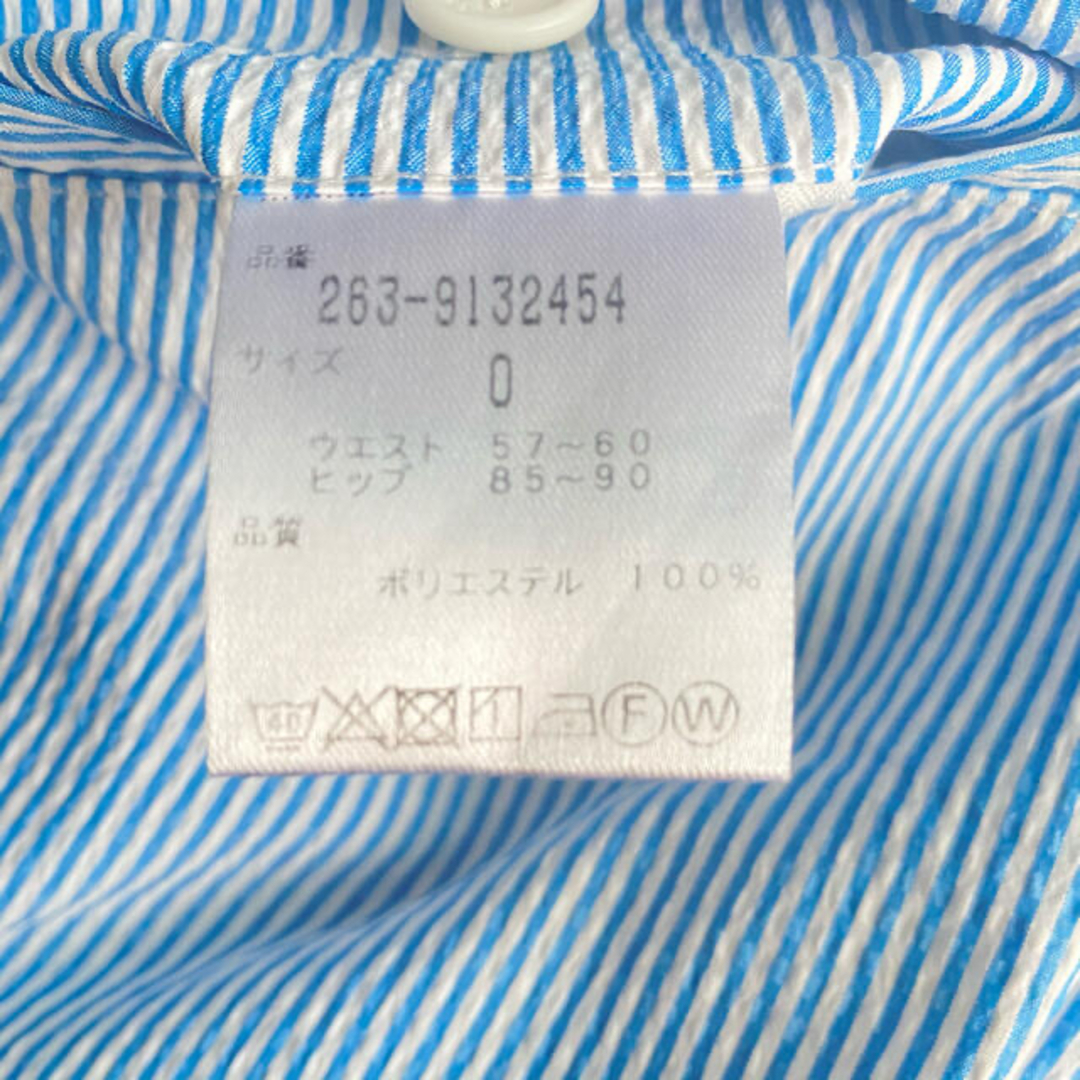 品番
263-9132454
サイズ
0
ウエスト 57~60
ヒップ 85~90
品質
ポリエステル 100%
40 F W